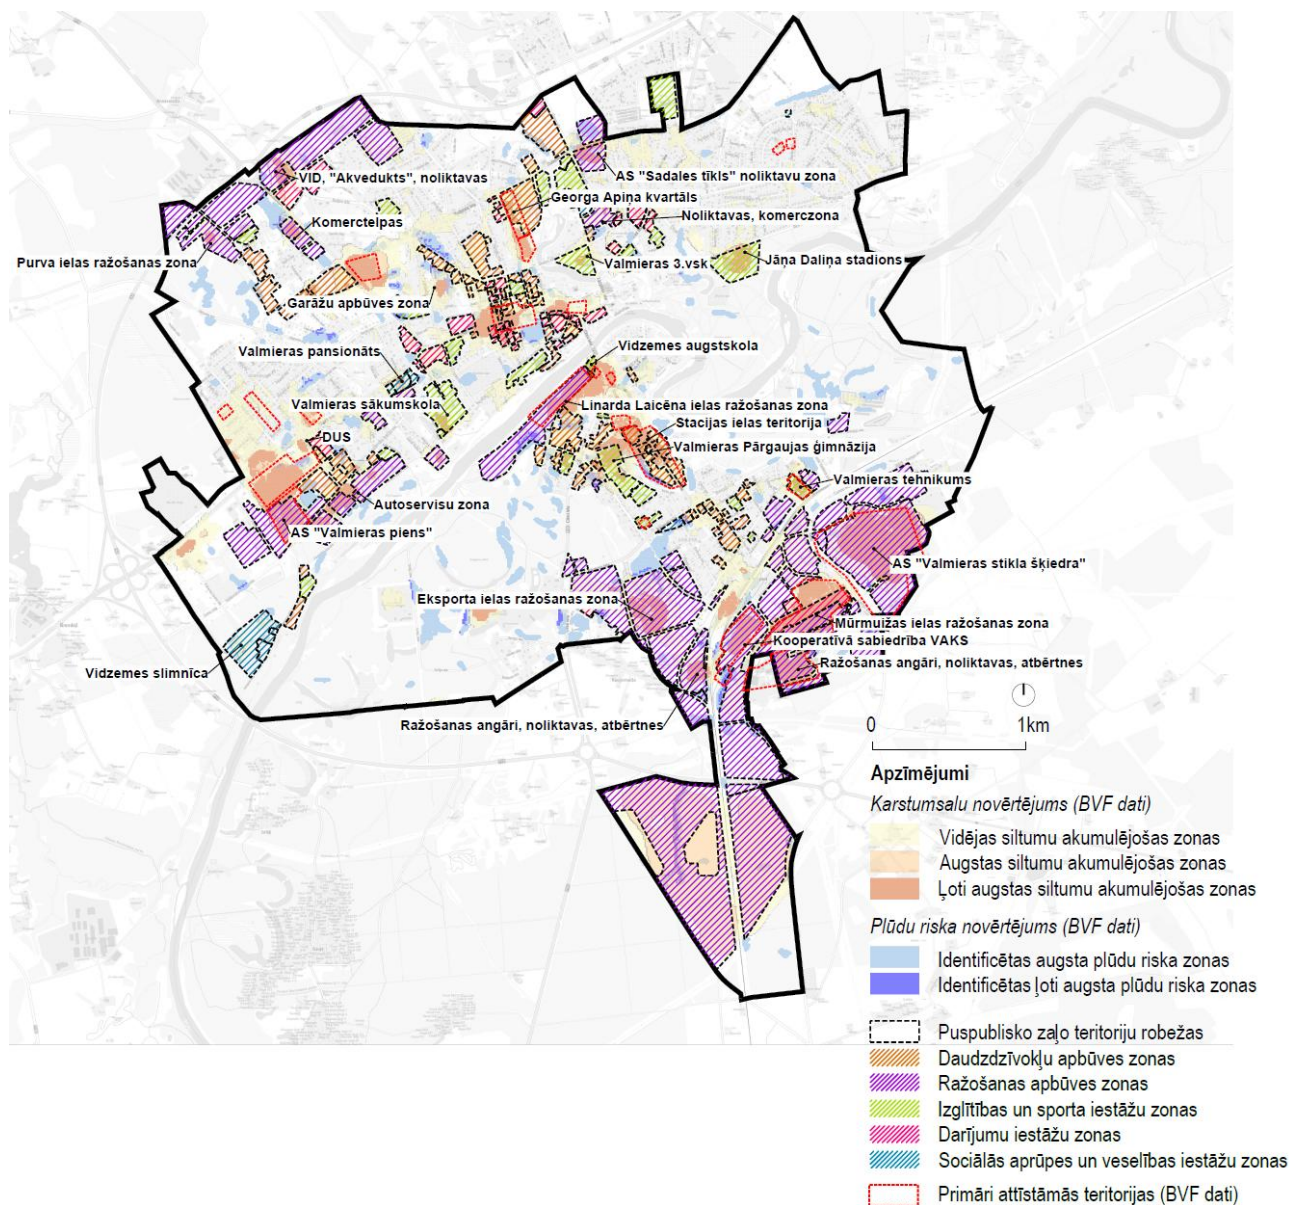 VID, "Akvedukts", noliktavas
AS "Sadales tīkls" noliktavu zona
Georga Apiņa kvartāls
Komerctelpas
Noliktavas, komerczona
Purva ielas ražošanas zona
Valmieras 3.vsk
Jāņa Daliņa stadions
Garāžu apbūves zona
Valmieras pansionāts
Vidzemes augstskola
Valmieras sākumskola
Linarda Laicēna ielas ražošanas zona
Stacijas ielas teritorija
DUS
Valmieras Pārgaujas ģimnāzija
Valmieras tehnikums
Autoservisu zona
AS "Valmieras piens"
AS "Valmieras stikla šķiedra"
Eksporta ielas ražošanas zona
Mūrmuižas ielas ražošanas zona
Kooperatīvā sabiedrība VAKS
Ražošanas angāri, noliktavas, atbērtnes
Vidzemes slimnīca
Ražošanas angāri, noliktavas, atbērtnes
0 1km
Apzīmējumi
Karstumsalu novērtējums (BVF dati)
Vidējas siltumu akumulējošas zonas
Augstas siltumu akumulējošas zonas
Ļoti augstas siltumu akumulējošas zonas
Plūdu riska novērtējums (BVF dati)
Identificētas augsta plūdu riska zonas
Identificētas ļoti augsta plūdu riska zonas
Puspublisko zaļo teritoriju robežas
Daudzdzīvokļu apbūves zonas
Ražošanas apbūves zonas
Izglītības un sporta iestāžu zonas
Darījumu iestāžu zonas
Sociālās aprūpes un veselības iestāžu zonas
Primāri attīstāmās teritorijas (BVF dati)